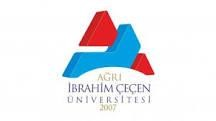 AĞRI
İBRAHİM ÇEÇEN
ÜNİVERSİTESİ
2007